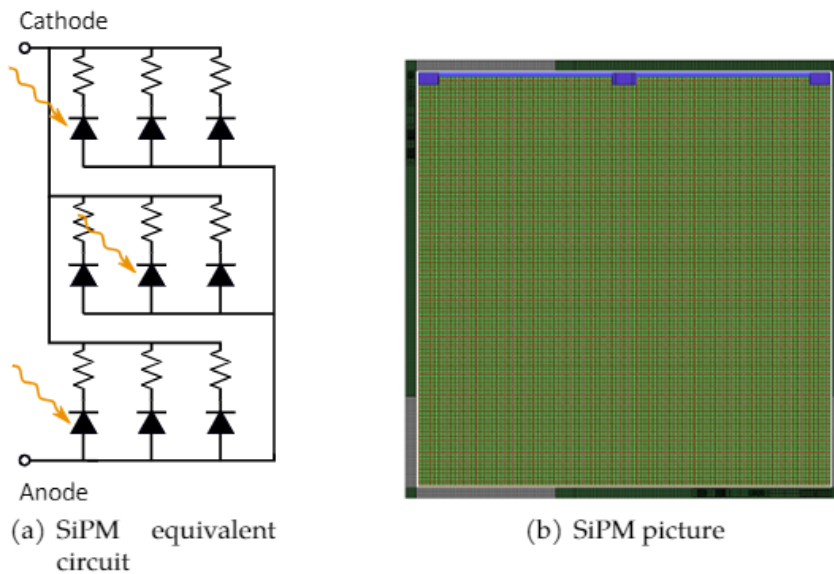 Cathode
Anode
(a) SiPM equivalent
circuit
(b) SiPM picture